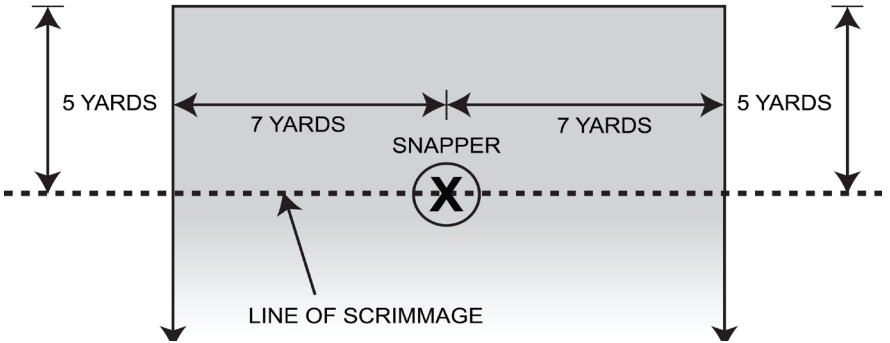 5 YARDS
5 YARDS
7 YARDS
7 YARDS
SNAPPER
X
LINE OF SCRIMMAGE